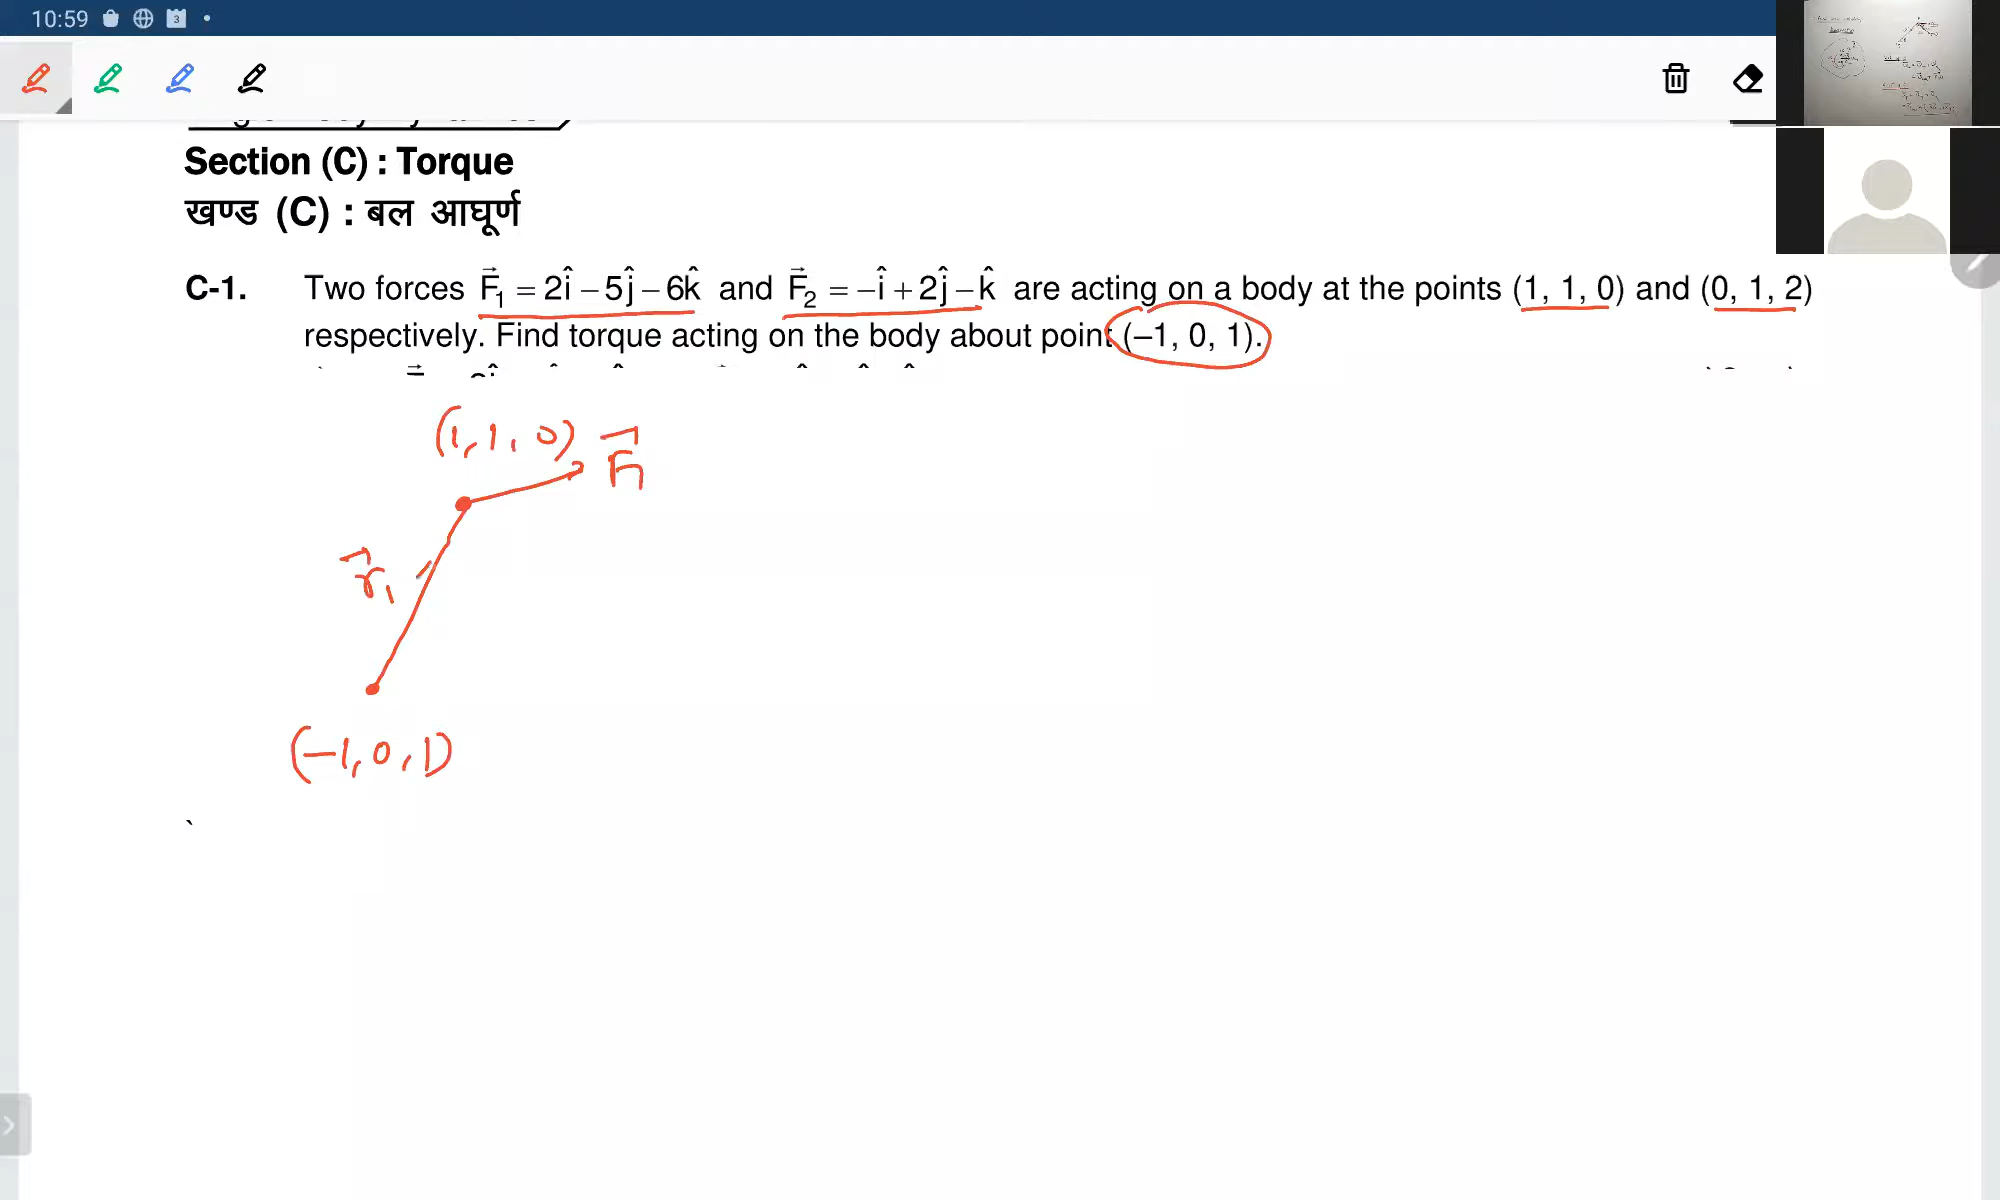 10:59
3
Section (C) : Torque
खण्ड (C) : बल आघूर्ण
C-1. Two forces F⃗₁ = 2î – 5ĵ – 6k̂ and F⃗₂ = –î + 2ĵ – k̂ are acting on a body at the points (1, 1, 0) and (0, 1, 2)
respectively. Find torque acting on the body about point (–1, 0, 1).
(1, 1, 0) F⃗₁
r⃗₁
(–1, 0, 1)